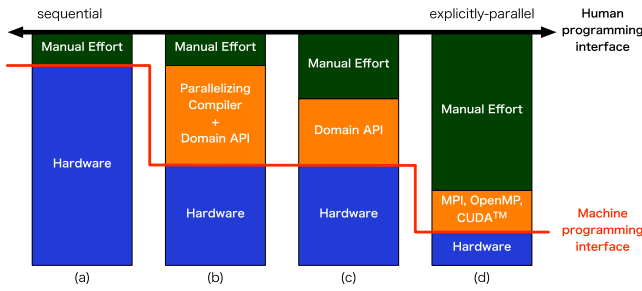 sequential
explicitly-parallel
Human
programming
interface
Manual Effort
Hardware
(a)
Manual Effort
Parallelizing
Compiler
+
Domain API
Hardware
(b)
Manual Effort
Domain API
Hardware
(c)
Manual Effort
MPI, OpenMP,
CUDA™
Hardware
(d)
Machine
programming
interface